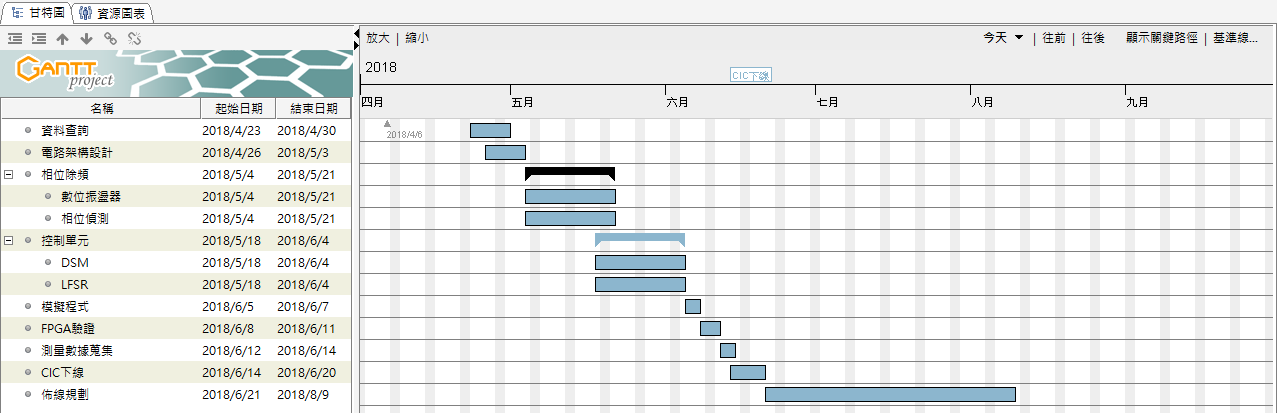 甘特圖 資源圖表
放大 | 縮小 今天 | 往前 | 往後 顯示關鍵路徑 | 基準線...
GANTT project
2018
CIC下線
名稱 起始日期 結束日期
四月 五月 六月 七月 八月 九月
2018/4/6
資料查詢 2018/4/23 2018/4/30
電路架構設計 2018/4/26 2018/5/3
相位除頻 2018/5/4 2018/5/21
數位振盪器 2018/5/4 2018/5/21
相位偵測 2018/5/4 2018/5/21
控制單元 2018/5/18 2018/6/4
DSM 2018/5/18 2018/6/4
LFSR 2018/5/18 2018/6/4
模擬程式 2018/6/5 2018/6/7
FPGA驗證 2018/6/8 2018/6/11
測量數據蒐集 2018/6/12 2018/6/14
CIC下線 2018/6/14 2018/6/20
佈線規劃 2018/6/21 2018/8/9